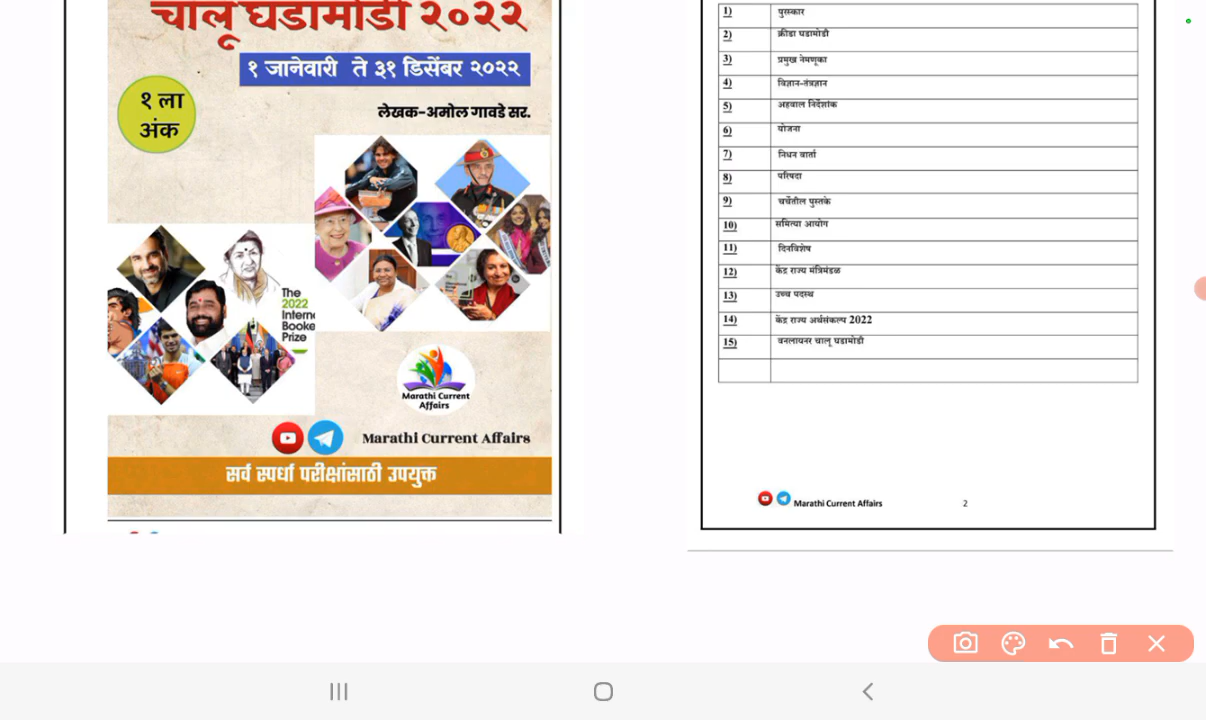 चालू घडामोडी २०२२
१ जानेवारी ते ३१ डिसेंबर २०२२
१ ला
अंक
लेखक-अमोल गावडे सर.
The
2022
Intern
Booke
Prize
Marathi Current
Affairs
Marathi Current Affairs
सर्व स्पर्धा परीक्षांसाठी उपयुक्त
1) पुरस्कार
2) क्रीडा घडामोडी
3) प्रमुख नेमणूका
4) विज्ञान-तंत्रज्ञान
5) अहवाल निर्देशांक
6) योजना
7) निधन वार्ता
8) परिषदा
9) चर्चेतील पुस्तके
10) समित्या आयोग
11) दिनविशेष
12) केंद्र राज्य मंत्रिमंडळ
13) उच्च पदस्थ
14) केंद्र राज्य अर्थसंकल्प 2022
15) वनलायनर चालू घडामोडी
Marathi Current Affairs 2